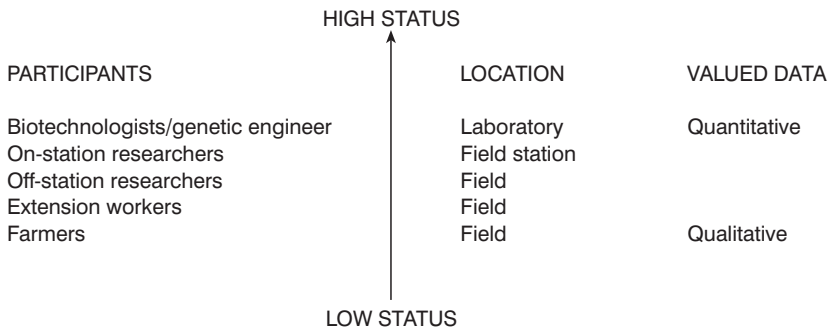 HIGH STATUS
PARTICIPANTS LOCATION VALUED DATA
Biotechnologists/genetic engineer Laboratory Quantitative
On-station researchers Field station
Off-station researchers Field
Extension workers Field
Farmers Field Qualitative
LOW STATUS